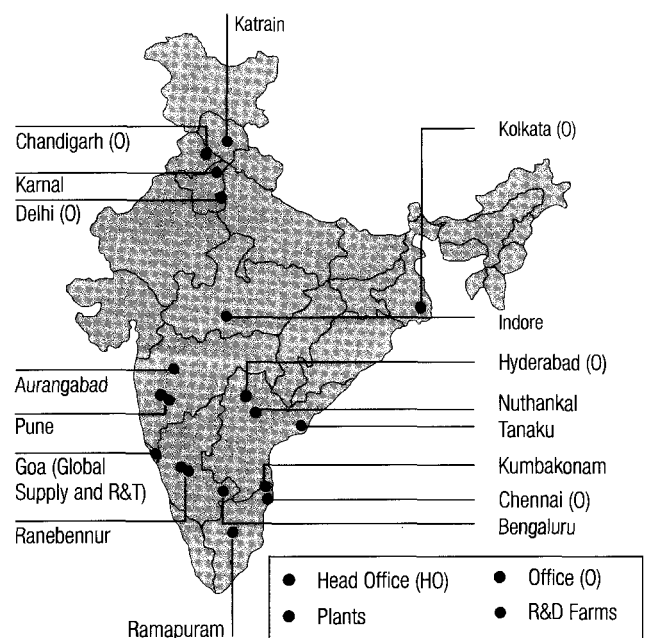 Katrain
Chandigarh (O)
Karnal
Delhi (O)
Aurangabad
Pune
Goa (Global
Supply and R&T)
Ranebennur
Ramapuram
Kolkata (O)
Indore
Hyderabad (O)
Nuthankal
Tanaku
Kumbakonam
Chennai (O)
Bengaluru
Head Office (HO)
Office (O)
Plants
R&D Farms